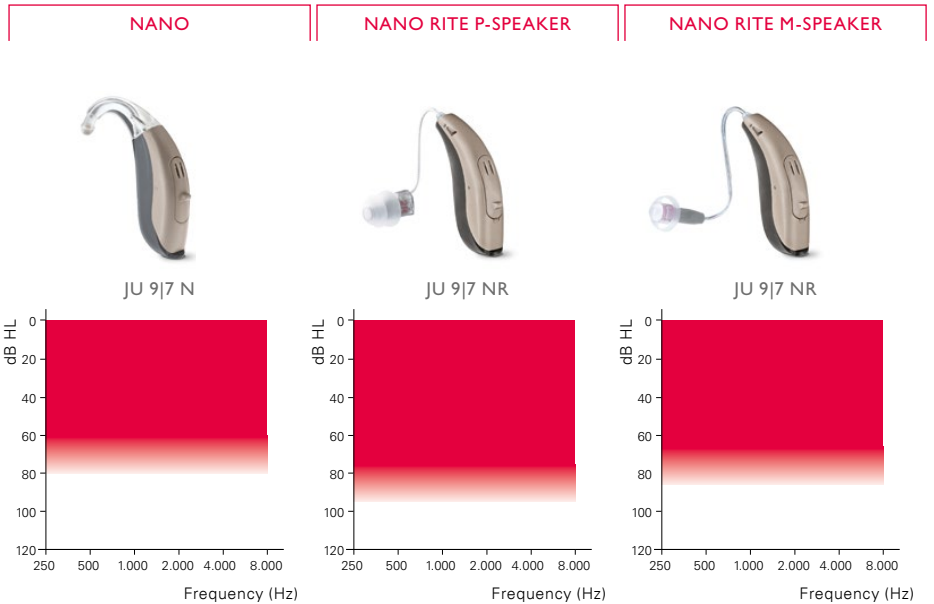 NANO
NANO RITE P-SPEAKER
NANO RITE M-SPEAKER
JU 9|7 N
JU 9|7 NR
JU 9|7 NR
dB HL
0
20
40
60
80
100
120
250 500 1.000 2.000 4.000 8.000
Frequency (Hz)
dB HL
0
20
40
60
80
100
120
250 500 1.000 2.000 4.000 8.000
Frequency (Hz)
dB HL
0
20
40
60
80
100
120
250 500 1.000 2.000 4.000 8.000
Frequency (Hz)